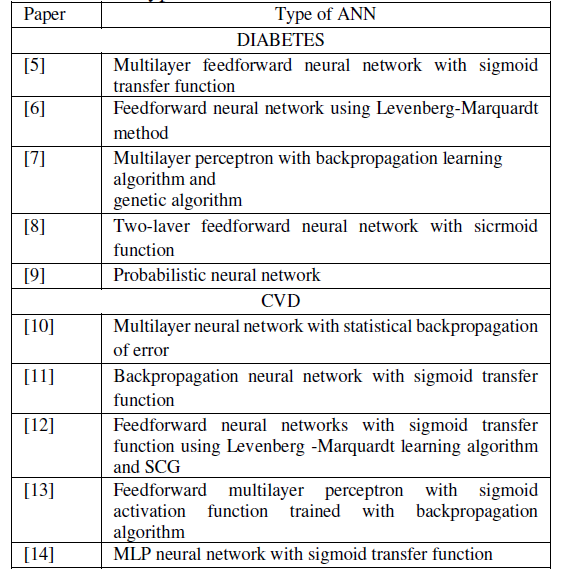 Paper Type of ANN
DIABETES
[5] Multilayer feedforward neural network with sigmoid
transfer function
[6] Feedforward neural network using Levenberg-Marquardt
method
[7] Multilayer perceptron with backpropagation learning
algorithm and
genetic algorithm
[8] Two-laver feedforward neural network with sicrmoid
function
[9] Probabilistic neural network
CVD
[10] Multilayer neural network with statistical backpropagation
of error
[11] Backpropagation neural network with sigmoid transfer
function
[12] Feedforward neural networks with sigmoid transfer
function using Levenberg -Marquardt learning algorithm
and SCG
[13] Feedforward multilayer perceptron with sigmoid
activation function trained with backpropagation
algorithm
[14] MLP neural network with sigmoid transfer function